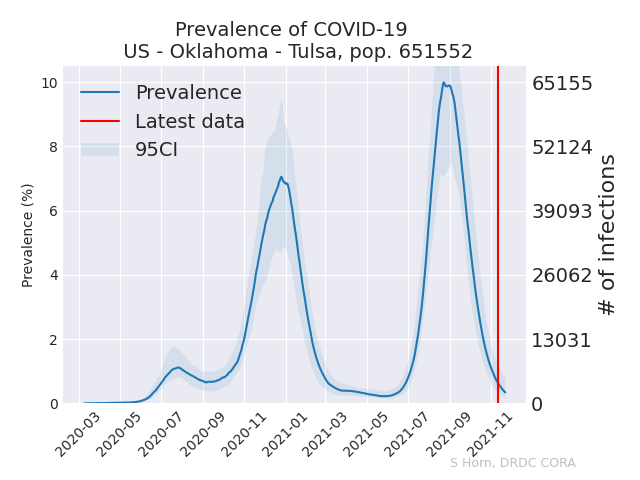 Prevalence of COVID-19
US - Oklahoma - Tulsa, pop. 651552
Prevalence
Latest data
95CI
Prevalence (%)
10
8
6
4
2
0
65155
52124
39093
26062
13031
0
# of infections
2020-03
2020-05
2020-07
2020-09
2020-11
2021-01
2021-03
2021-05
2021-07
2021-09
2021-11
S Horn, DRDC CORA